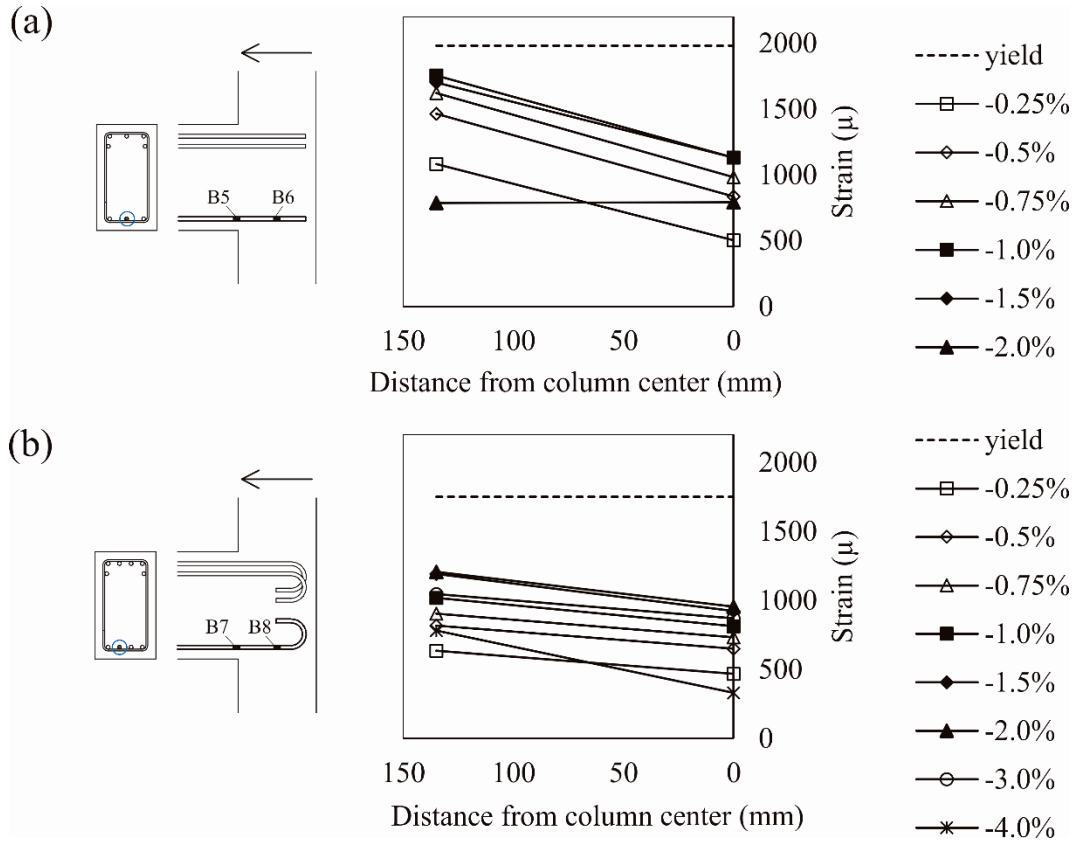 (a)
B5
B6
2000
1500
1000
500
0
Strain (μ)
150
100
50
0
Distance from column center (mm)
yield
-0.25%
-0.5%
-0.75%
-1.0%
-1.5%
-2.0%
(b)
B7
B8
2000
1500
1000
500
0
Strain (μ)
150
100
50
0
Distance from column center (mm)
yield
-0.25%
-0.5%
-0.75%
-1.0%
-1.5%
-2.0%
-3.0%
-4.0%